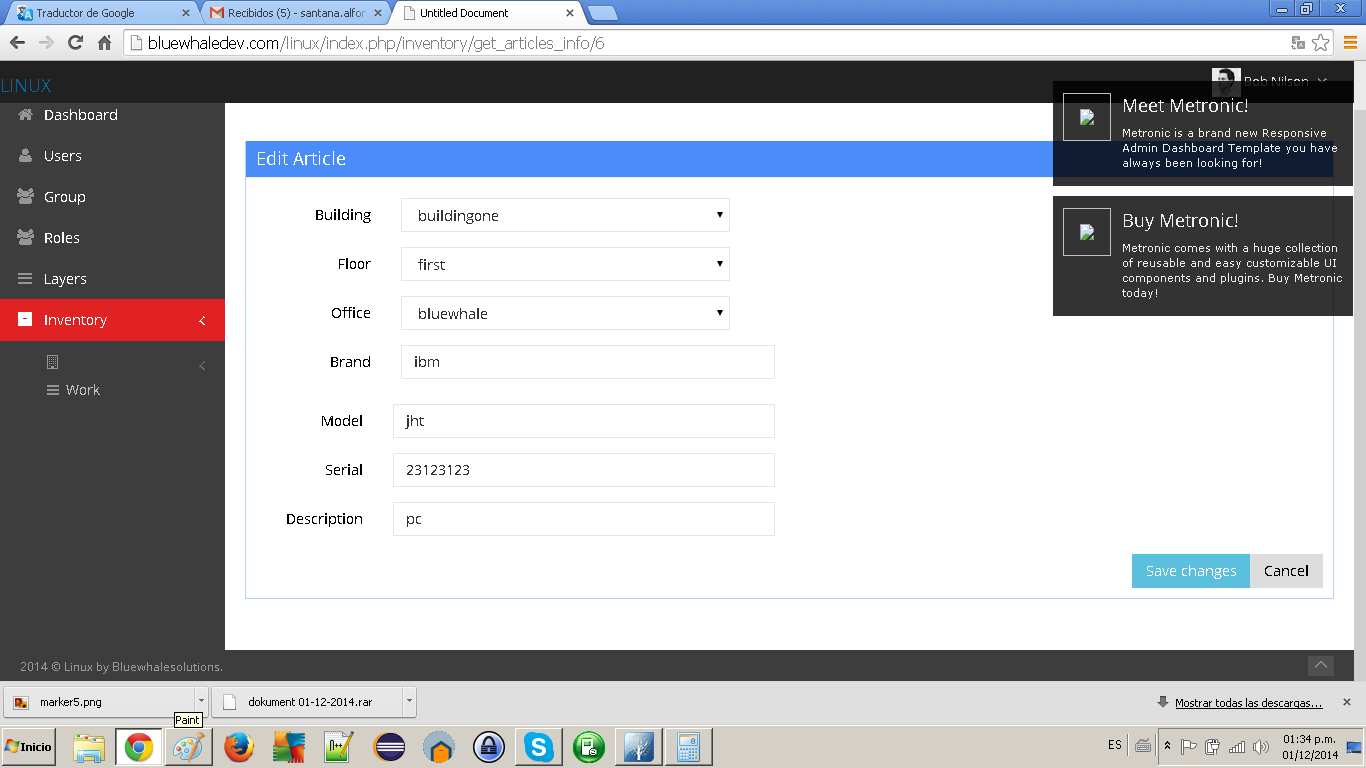 Traductor de Google
Recibidos (5) - santana.alfor
Untitled Document
bluewhaledev.com/linux/index.php/inventory/get_articles_info/6
LINUX
Bob Nilson
Dashboard
Users
Group
Roles
Layers
Inventory
Work
Edit Article
Building
buildingone
Floor
first
Office
bluewhale
Brand
ibm
Model
jht
Serial
23123123
Description
pc
Save changes
Cancel
Meet Metronic!
Metronic is a brand new Responsive
Admin Dashboard Template you have
always been looking for!
Buy Metronic!
Metronic comes with a huge collection
of reusable and easy customizable UI
components and plugins. Buy Metronic
today!
2014 © Linux by Bluewhalesolutions.
marker5.png
dokument 01-12-2014.rar
Mostrar todas las descargas...
Paint
Inicio
ES
01:34 p.m.
01/12/2014